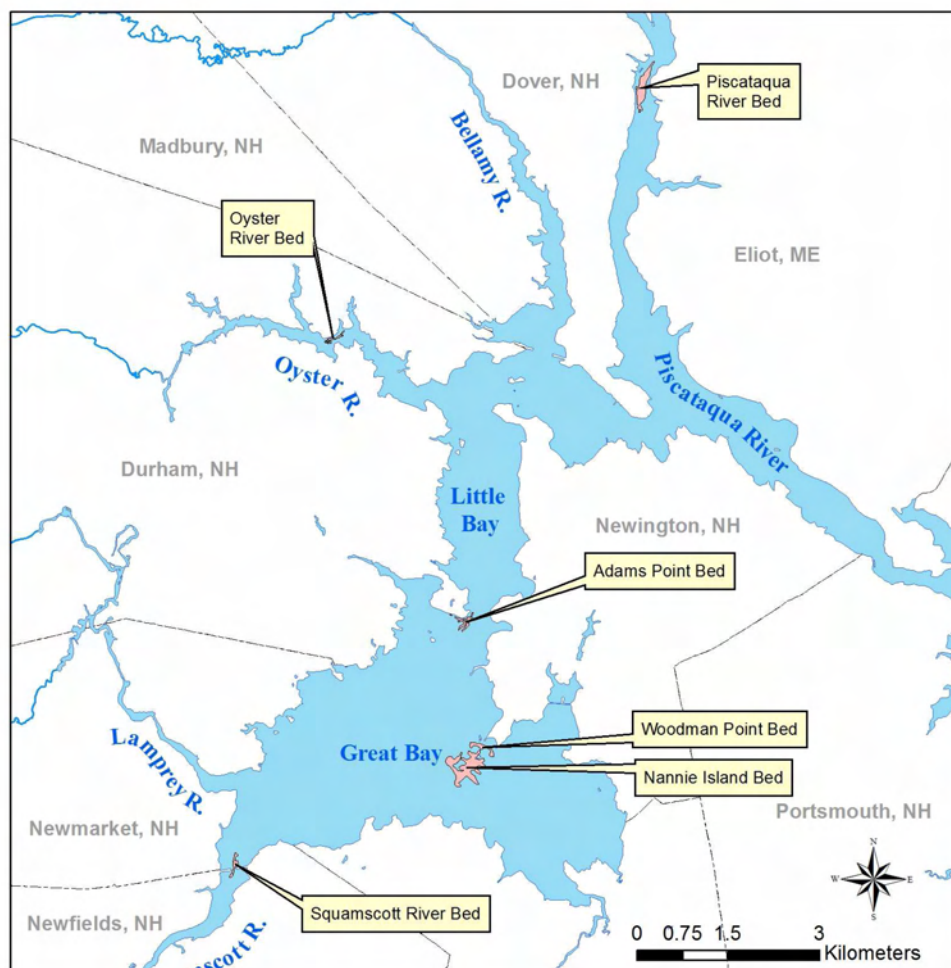 Dover, NH
Piscataqua
River Bed
Bellamy R.
Madbury, NH
Oyster
River Bed
Eliot, ME
Oyster R.
Piscataqua River
Durham, NH
Little
Bay
Newington, NH
Adams Point Bed
Lamprey R.
Great Bay
Woodman Point Bed
Nannie Island Bed
Portsmouth, NH
Newmarket, NH
Squamscott River Bed
Newfields, NH
scott R.
N
W
E
S
0 0.75 1.5 3
Kilometers